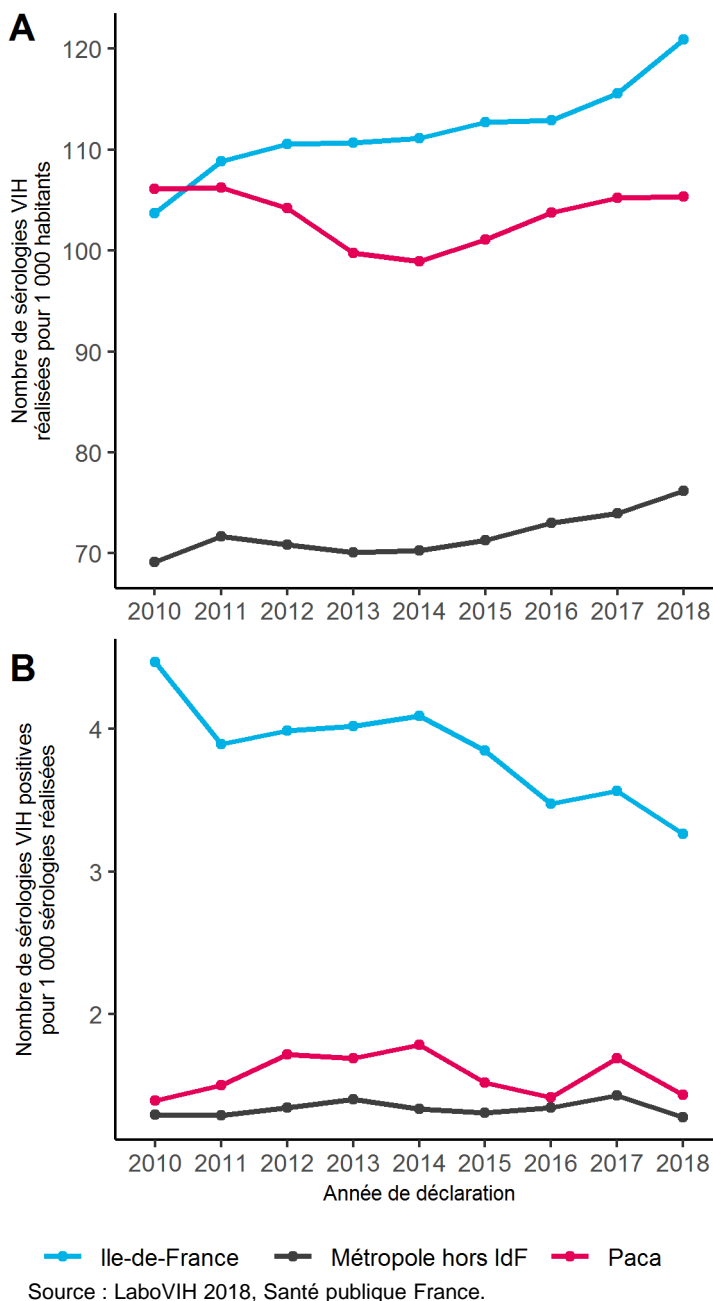 A
Nombre de sérologies VIH
réalisées pour 1 000 habitants
120
110
100
90
80
70
2010 2011 2012 2013 2014 2015 2016 2017 2018
B
Nombre de sérologies VIH positives
pour 1 000 sérologies réalisées
4
3
2
2010 2011 2012 2013 2014 2015 2016 2017 2018
Année de déclaration
Ile-de-France Métropole hors IdF Paca
Source : LaboVIH 2018, Santé publique France.